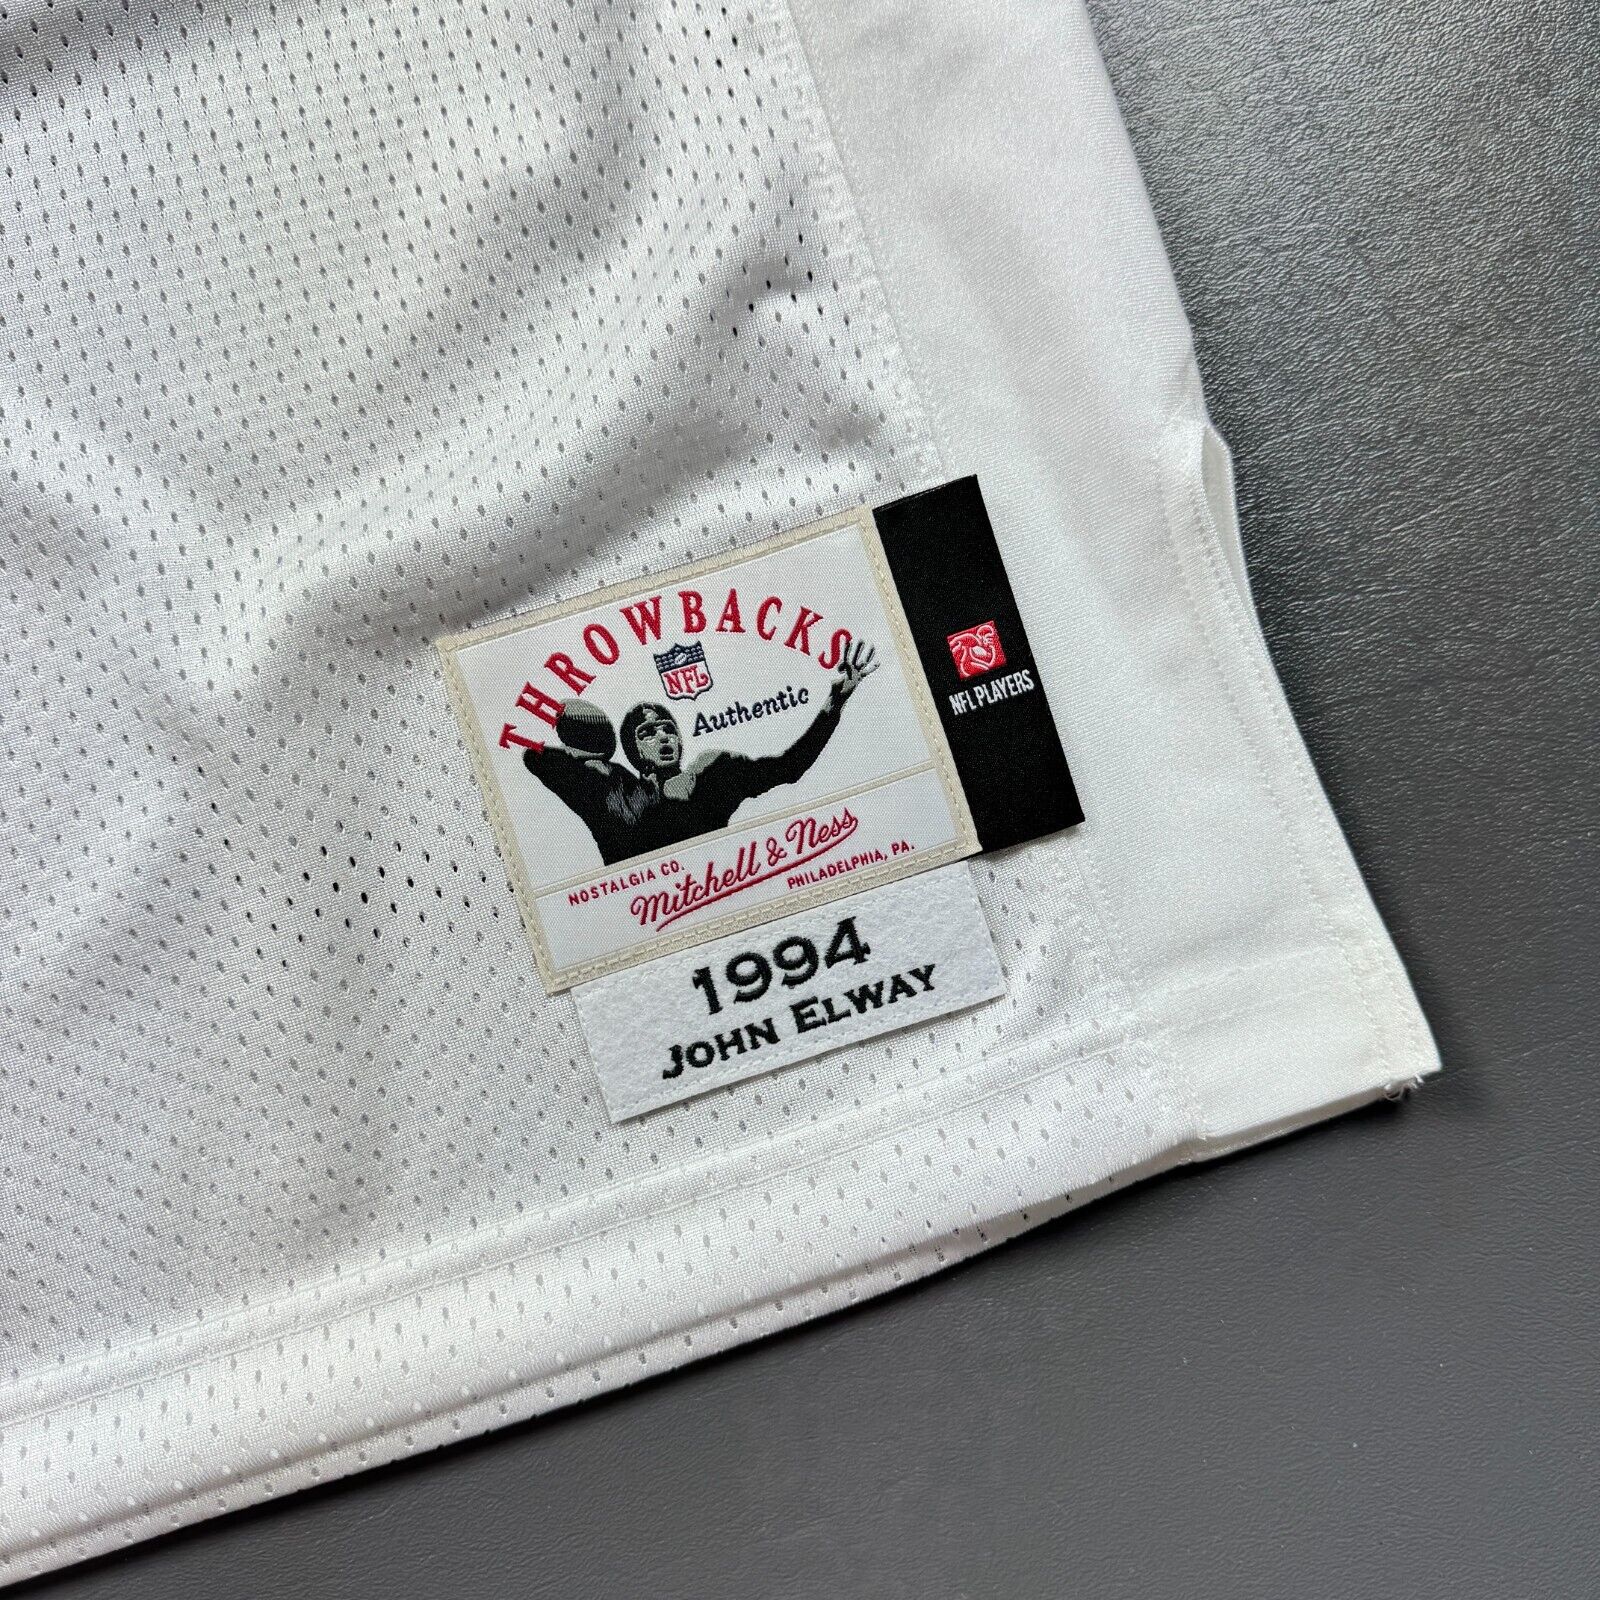 THROWBACKS
NFL
Authentic
NFL PLAYERS
NOSTALGIA CO.
Mitchell & Ness
PHILADELPHIA, PA.
1994
JOHN ELWAY